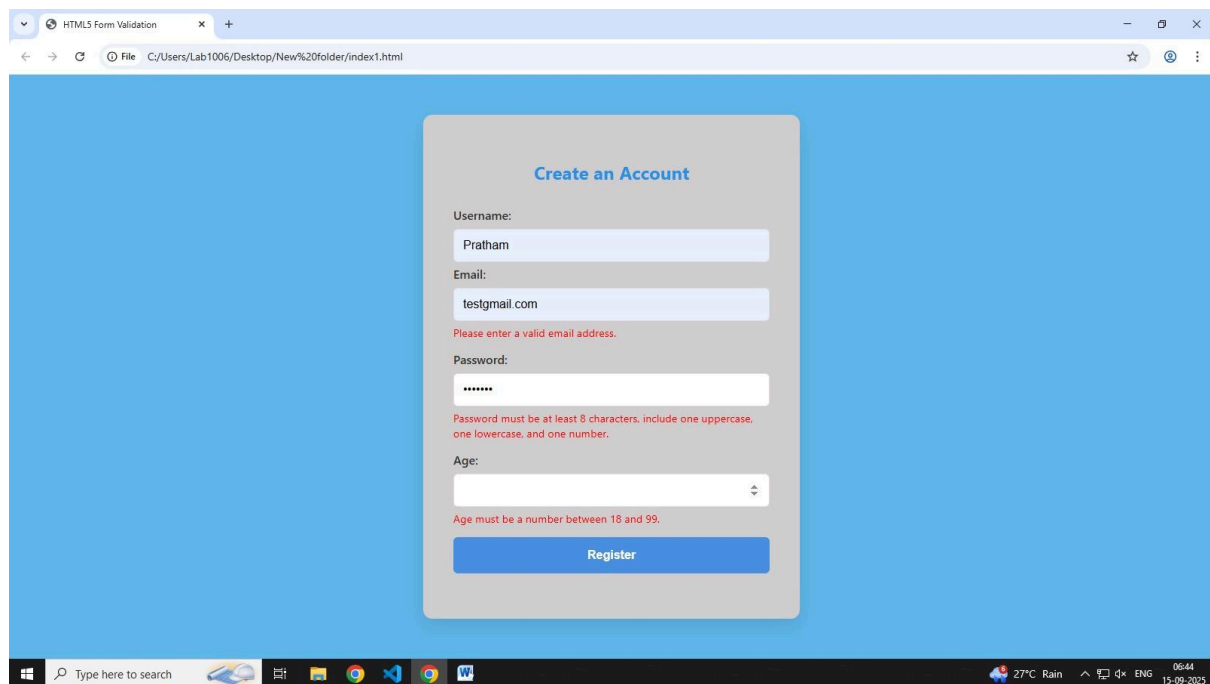 HTML5 Form Validation
File C:/Users/Lab1006/Desktop/New%20folder/index1.html
Create an Account
Username:
Pratham
Email:
testgmail.com
Please enter a valid email address.
Password:
•••••••
Password must be at least 8 characters, include one uppercase,
one lowercase, and one number.
Age:
Age must be a number between 18 and 99.
Register
Type here to search
6
27°C Rain
ENG
06:44
15-09-2025